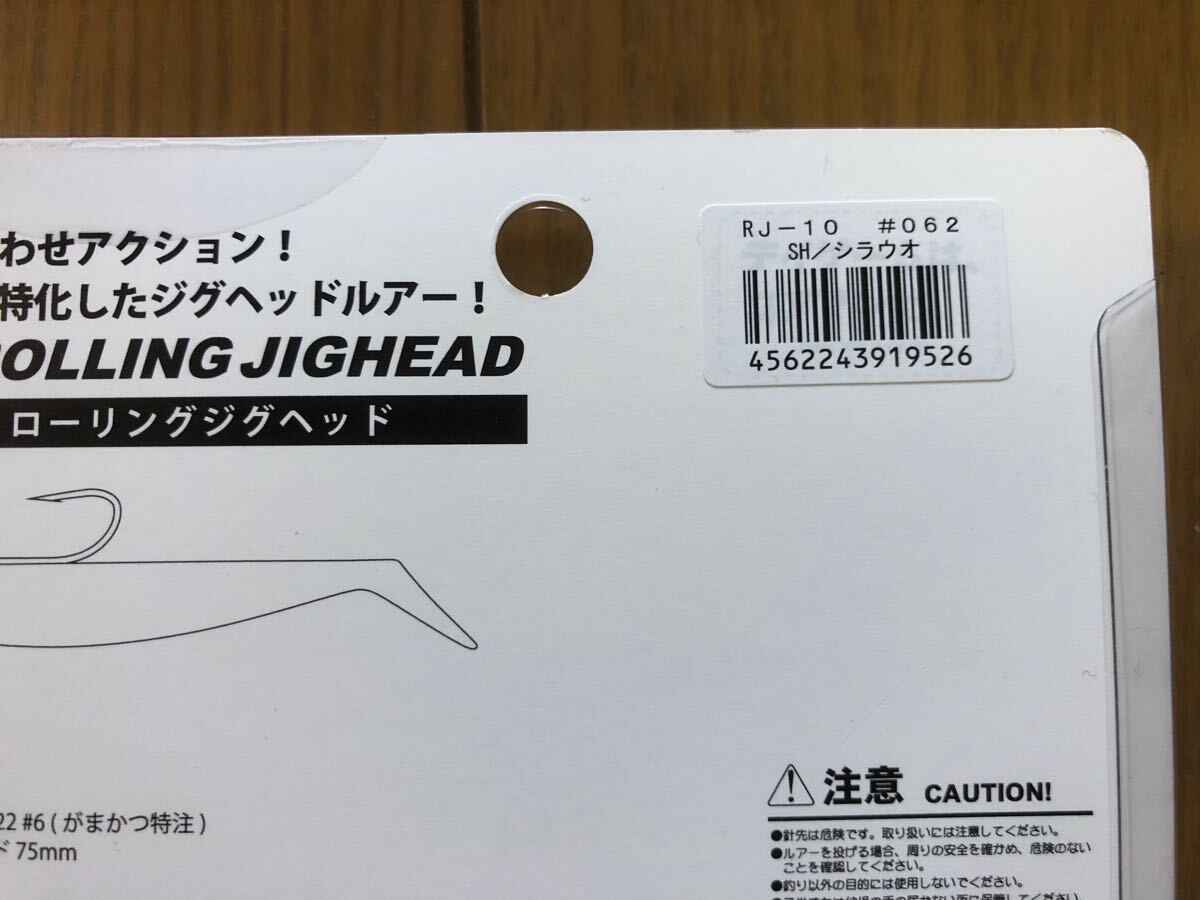 わせアクション！
特化したジグヘッドルアー！
ROLLING JIGHEAD
ローリングジグヘッド
RJ-10 #062
SH／シラウオ
4562243919526
22 #6 ( がまかつ特注 )
ド 75mm
注意 CAUTION!
●針先は危険です。取り扱いには注意してください。
●ルアーを投げる場合、周りの安全を確かめ、危険のない
ことを確認してください。
●釣り以外の目的には使用しないでください。